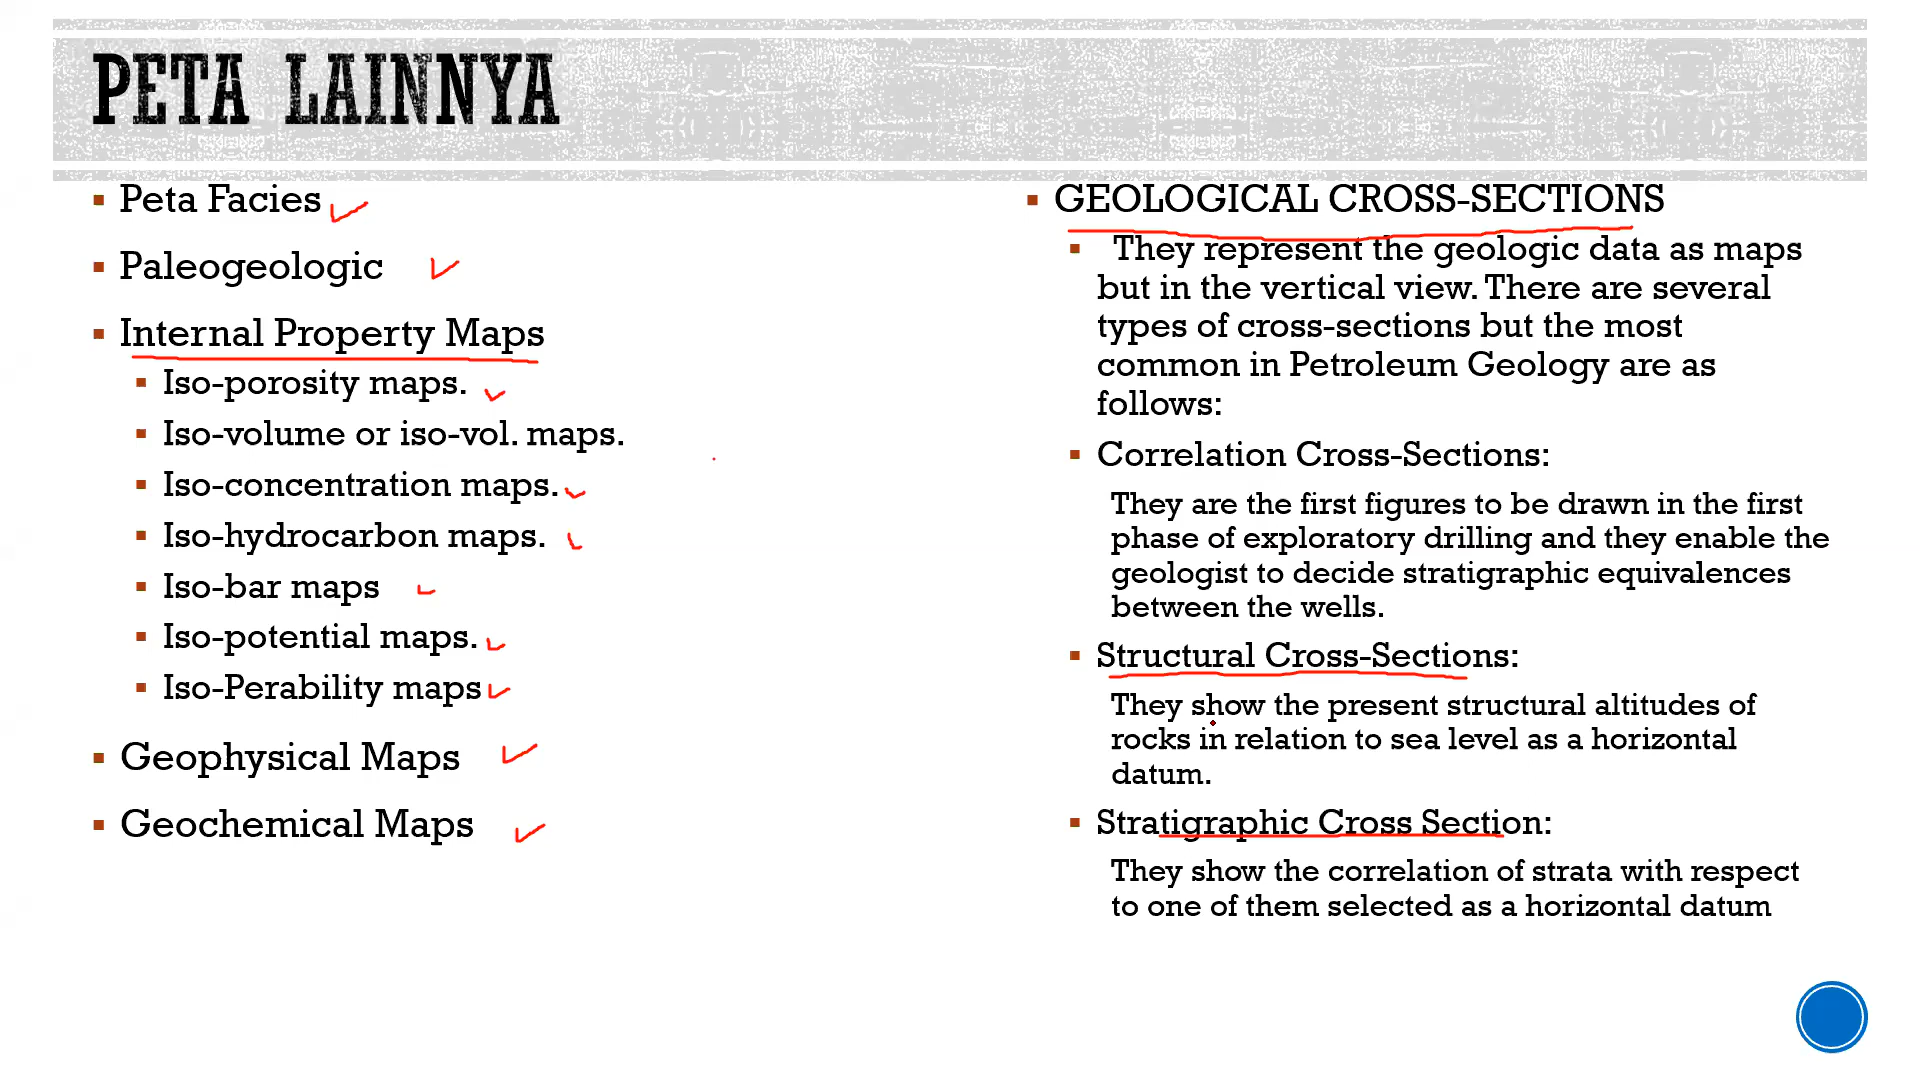 PETA LAINNYA
Peta Facies
Paleogeologic
Internal Property Maps
Iso-porosity maps.
Iso-volume or iso-vol. maps.
Iso-concentration maps.
Iso-hydrocarbon maps.
Iso-bar maps
Iso-potential maps.
Iso-Perability maps
Geophysical Maps
Geochemical Maps
GEOLOGICAL CROSS-SECTIONS
They represent the geologic data as maps
but in the vertical view. There are several
types of cross-sections but the most
common in Petroleum Geology are as
follows:
Correlation Cross-Sections:
They are the first figures to be drawn in the first
phase of exploratory drilling and they enable the
geologist to decide stratigraphic equivalences
between the wells.
Structural Cross-Sections:
They show the present structural altitudes of
rocks in relation to sea level as a horizontal
datum.
Stratigraphic Cross Section:
They show the correlation of strata with respect
to one of them selected as a horizontal datum